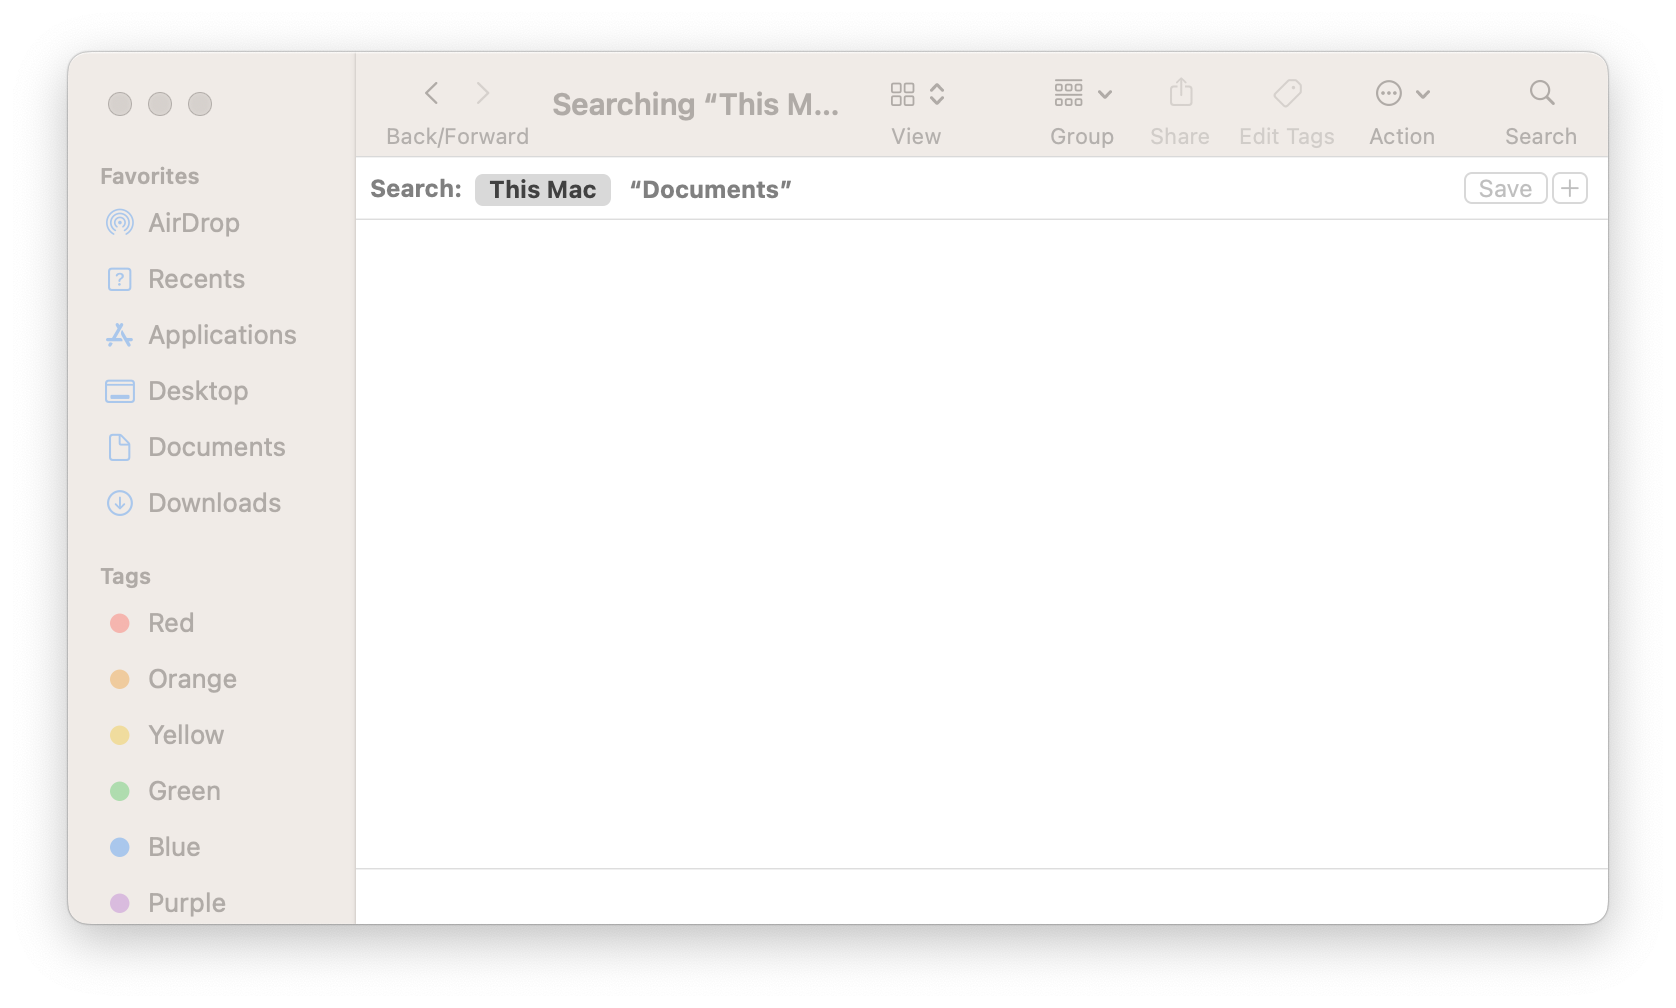 Searching “This M...
Back/Forward
View
Group
Share
Edit Tags
Action
Search
Search: This Mac “Documents”
Save
Favorites
AirDrop
Recents
Applications
Desktop
Documents
Downloads
Tags
Red
Orange
Yellow
Green
Blue
Purple